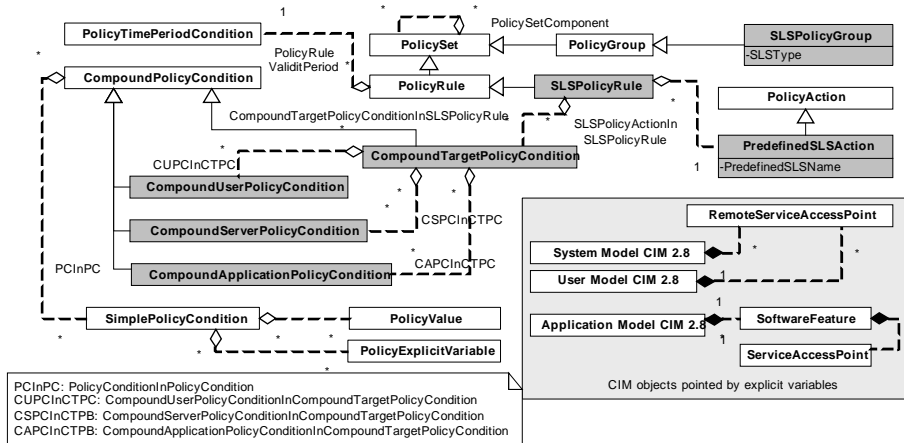 1
*
*
PolicySetComponent
SLSPolicyGroup
-SLSType
PolicyTimePeriodCondition
PolicySet
PolicyGroup
*
PolicyRule
ValiditPeriod
*
CompoundPolicyCondition
PolicyRule
SLSPolicyRule
*
*
PolicyAction
*
*
CompoundTargetPolicyConditionInSLSPolicyRule
*
SLSPolicyActionIn
SLSPolicyRule
PredefinedSLSAction
-PredefinedSLSName
1
*
CompoundTargetPolicyCondition
CUPCInCTPC
*
*
*
CompoundUserPolicyCondition
*
CSPCInCTPC
CompoundServerPolicyCondition
*
RemoteServiceAccessPoint
System Model CIM 2.8
*
*
PCInPC
CAPCInCTPC
CompoundApplicationPolicyCondition
*
User Model CIM 2.8
1
1
SimplePolicyCondition
*
*
PolicyValue
Application Model CIM 2.8
*
1
SoftwareFeature
*
*
*
PolicyExplicitVariable
*
ServiceAccessPoint
*
CIM objects pointed by explicit variables
PCInPC: PolicyConditionInPolicyCondition
CUPCInCTPC: CompoundUserPolicyConditionInCompoundTargetPolicyCondition
CSPCInCTPB: CompoundServerPolicyConditionInCompoundTargetPolicyCondition
CAPCInCTPB: CompoundApplicationPolicyConditionInCompoundTargetPolicyCondition